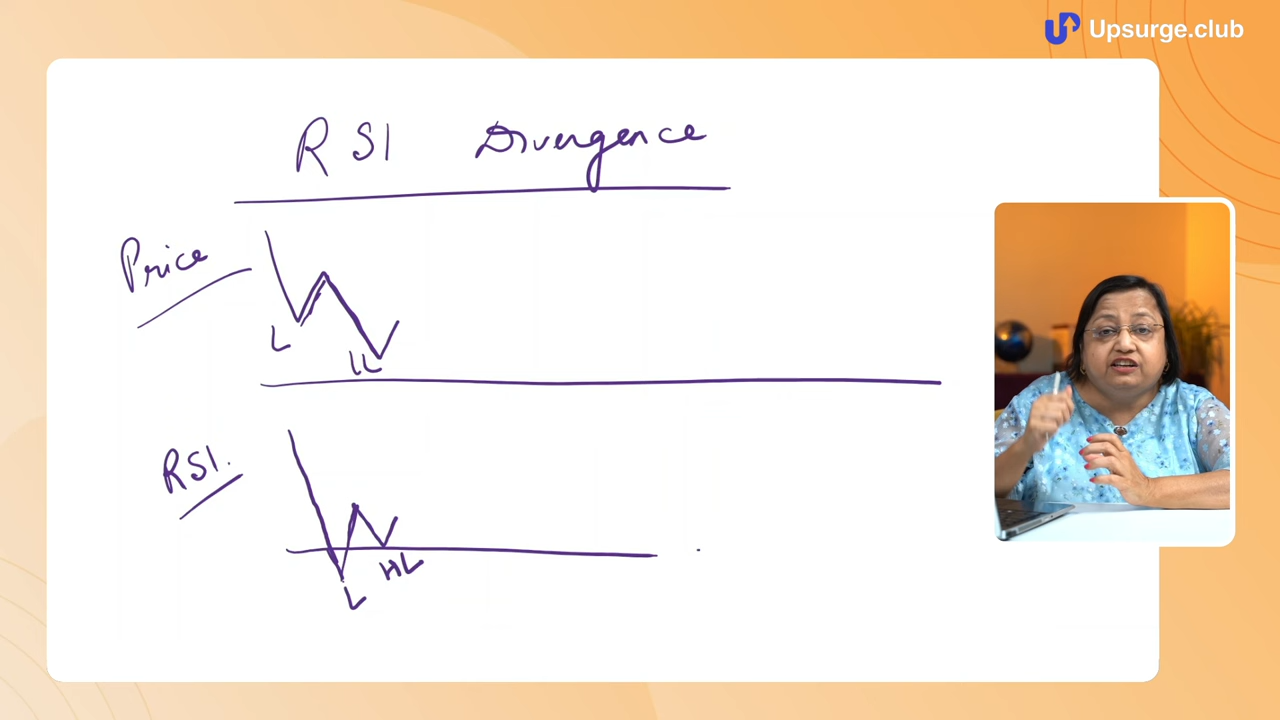 Upsurge.club
RSI Divergence
Price
L
LL
RSI.
HL
L